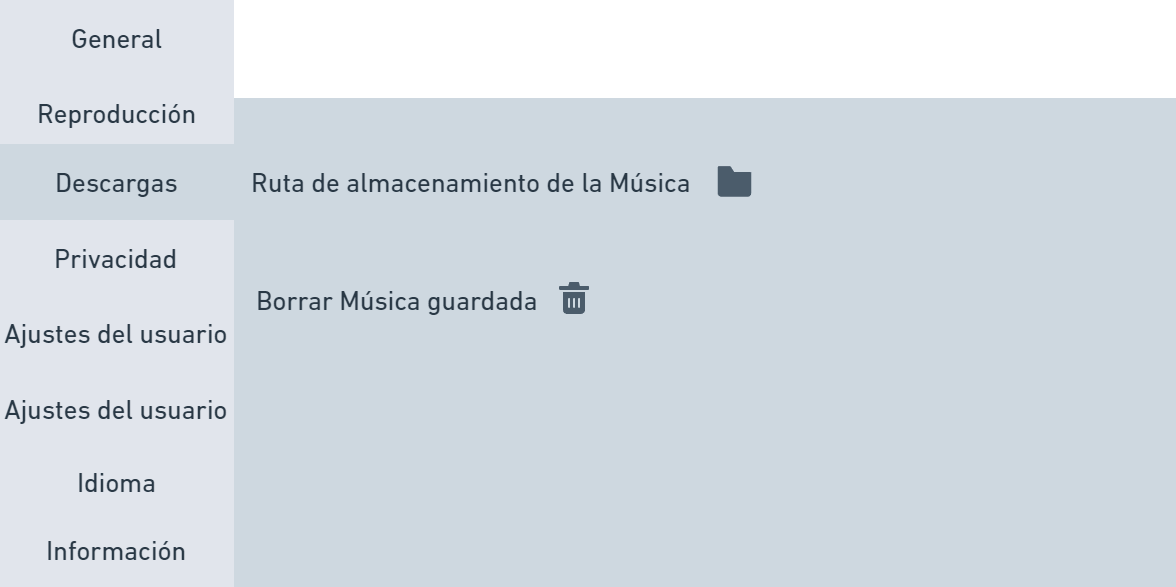 General
Reproducción
Descargas
Ruta de almacenamiento de la Música
Privacidad
Borrar Música guardada
Ajustes del usuario
Ajustes del usuario
Idioma
Información